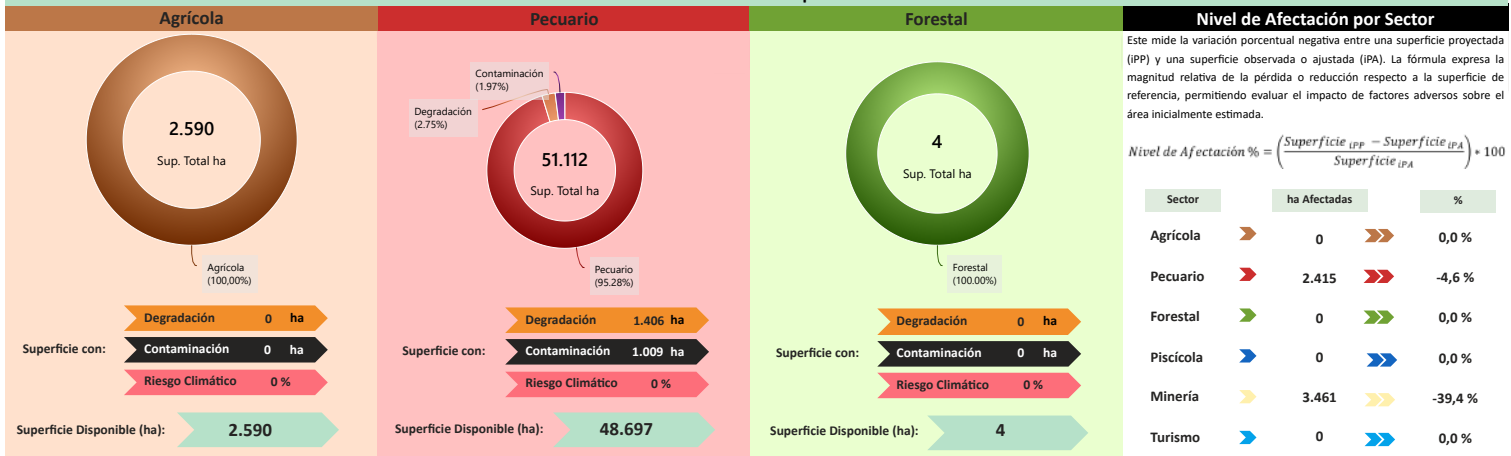 Agrícola
2.590
Sup. Total ha
Agrícola
(100,00%)
Superficie con:
Degradación 0 ha
Contaminación 0 ha
Riesgo Climático 0 %
Superficie Disponible (ha): 2.590
Pecuario
Contaminación
(1.97%)
Degradación
(2.75%)
51.112
Sup. Total ha
Pecuario
(95.28%)
Superficie con:
Degradación 1.406 ha
Contaminación 1.009 ha
Riesgo Climático 0 %
Superficie Disponible (ha): 48.697
Forestal
4
Sup. Total ha
Forestal
(100.00%)
Superficie con:
Degradación 0 ha
Contaminación 0 ha
Riesgo Climático 0 %
Superficie Disponible (ha): 4
Nivel de Afectación por Sector
Este mide la variación porcentual negativa entre una superficie proyectada
(iPP) y una superficie observada o ajustada (iPA). La fórmula expresa la
magnitud relativa de la pérdida o reducción respecto a la superficie de
referencia, permitiendo evaluar el impacto de factores adversos sobre el
área inicialmente estimada.
Nivel de Afectación % = (Superficie iPP − Superficie iPA / Superficie iPA) * 100
Sector ha Afectadas %
Agrícola 0 0,0 %
Pecuario 2.415 -4,6 %
Forestal 0 0,0 %
Piscícola 0 0,0 %
Minería 3.461 -39,4 %
Turismo 0 0,0 %